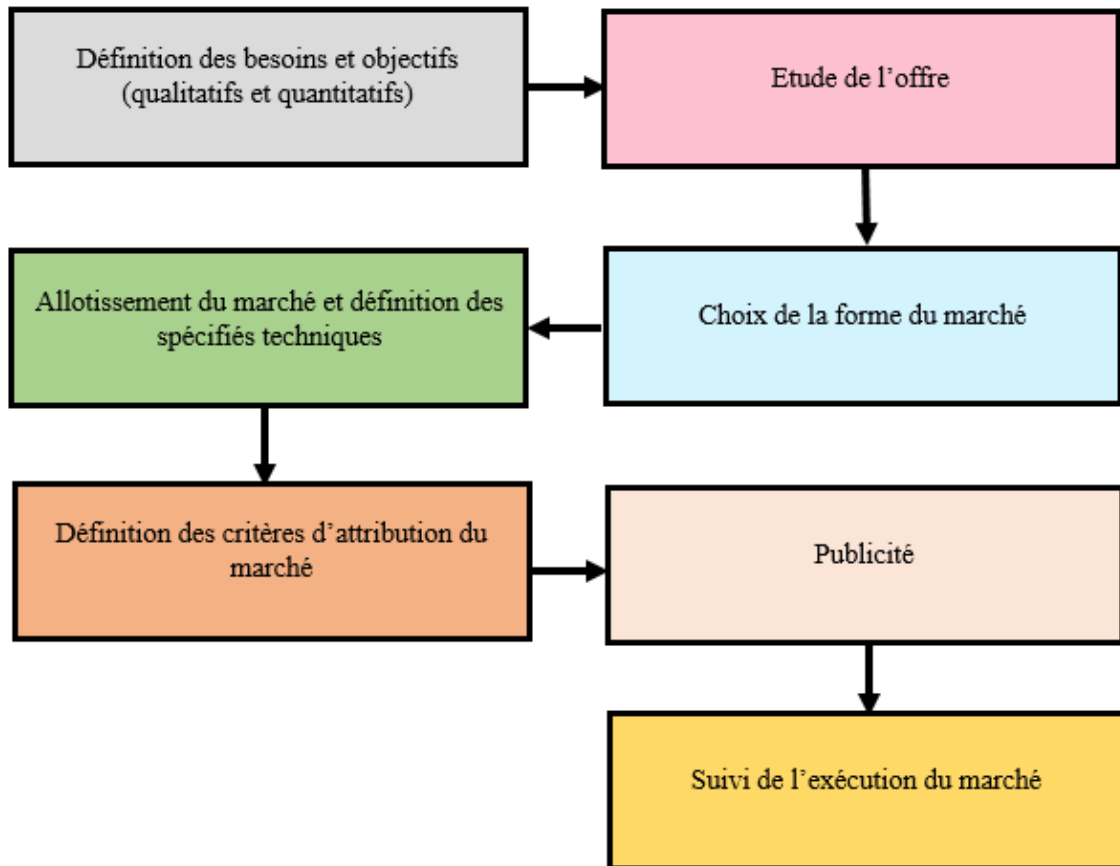 Définition des besoins et objectifs
(qualitatifs et quantitatifs)
Etude de l’offre
Choix de la forme du marché
Allotissement du marché et définition des
spécifiés techniques
Définition des critères d’attribution du
marché
Publicité
Suivi de l’exécution du marché